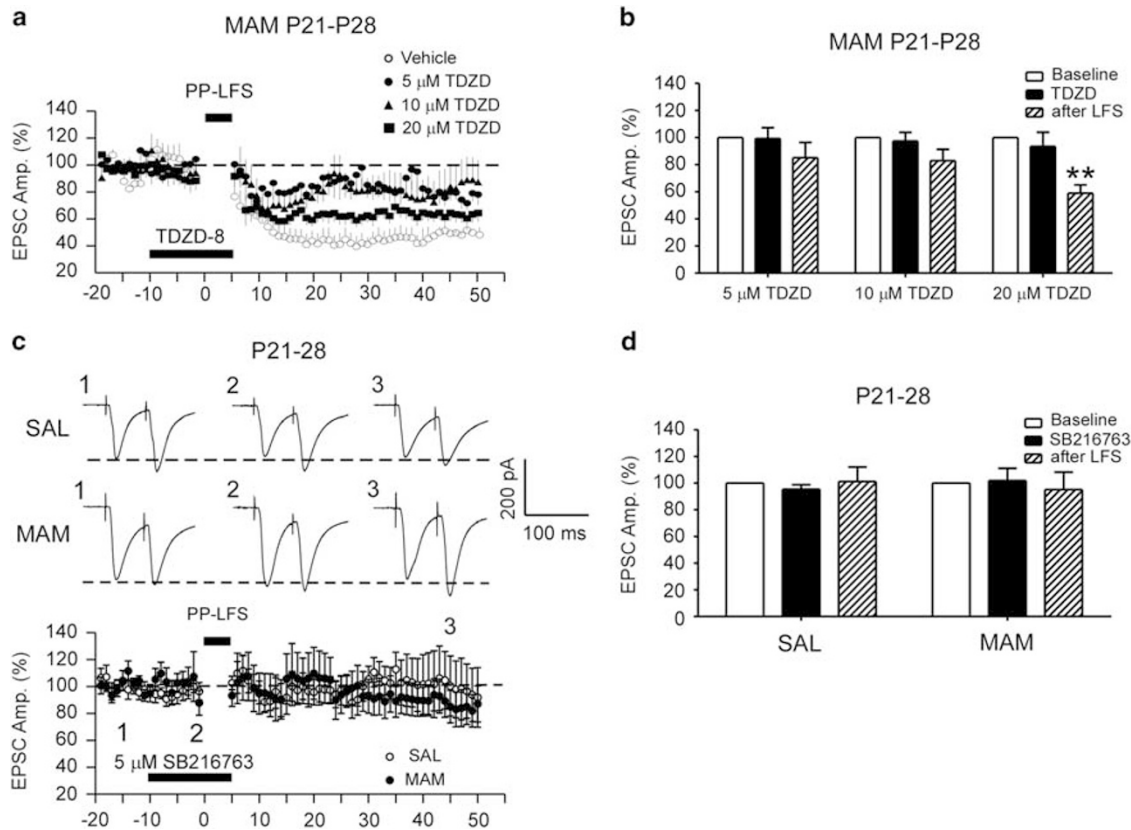 a
MAM P21-P28
Vehicle
5 µM TDZD
10 µM TDZD
20 µM TDZD
PP-LFS
EPSC Amp. (%)
140
120
100
80
60
40
20
TDZD-8
-20 -10 0 10 20 30 40 50
b
MAM P21-P28
Baseline
TDZD
after LFS
EPSC Amp. (%)
140
120
100
80
60
40
20
0
**
5 µM TDZD 10 µM TDZD 20 µM TDZD
c
P21-28
1 2 3
SAL
1 2 3
MAM
200 pA
100 ms
PP-LFS
EPSC Amp. (%)
140
120
100
80
60
40
20
3
1 2
5 µM SB216763
SAL
MAM
-20 -10 0 10 20 30 40 50
d
P21-28
Baseline
SB216763
after LFS
EPSC Amp. (%)
140
120
100
80
60
40
20
0
SAL MAM